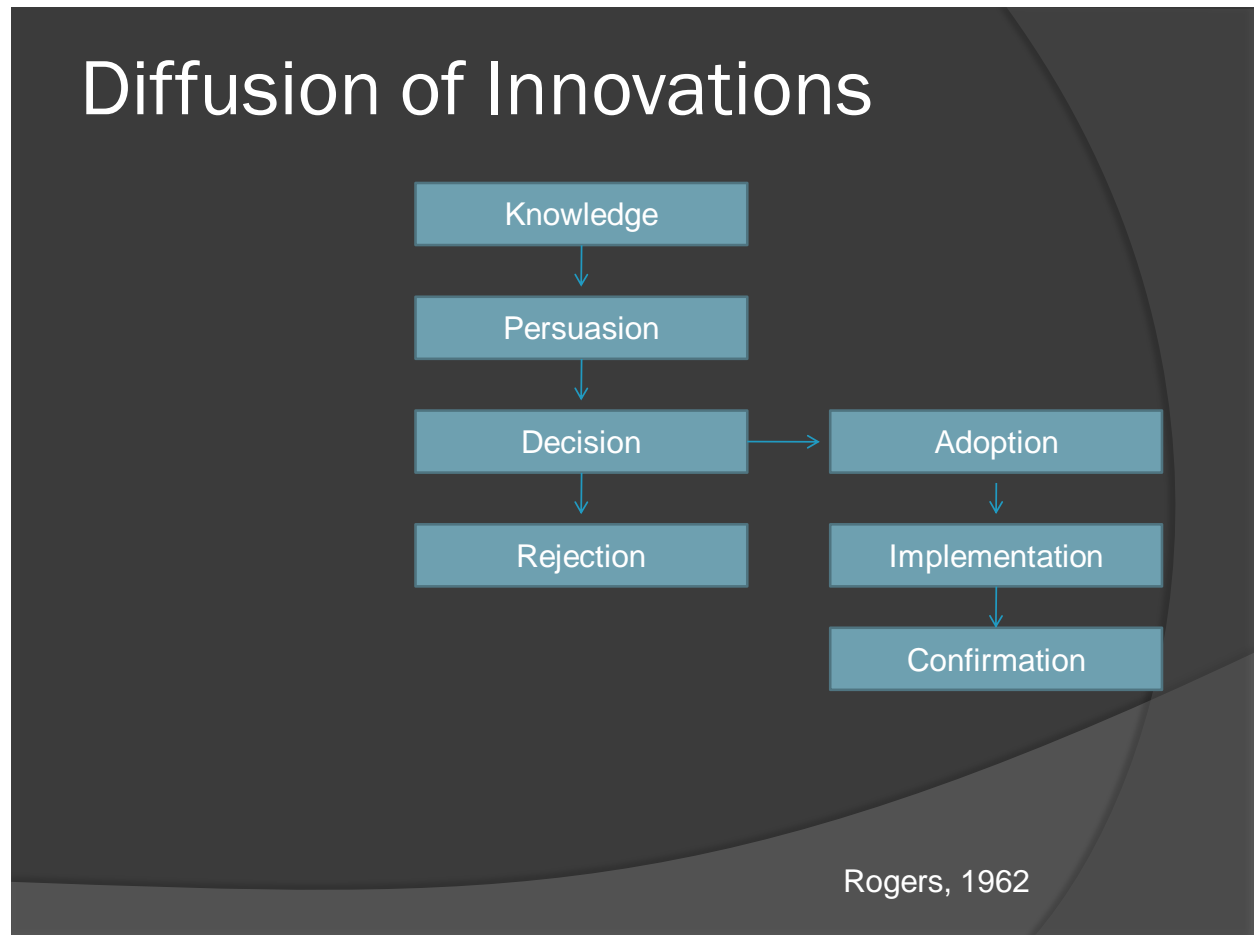 Diffusion of Innovations
Knowledge
Persuasion
Decision
Adoption
Rejection
Implementation
Confirmation
Rogers, 1962